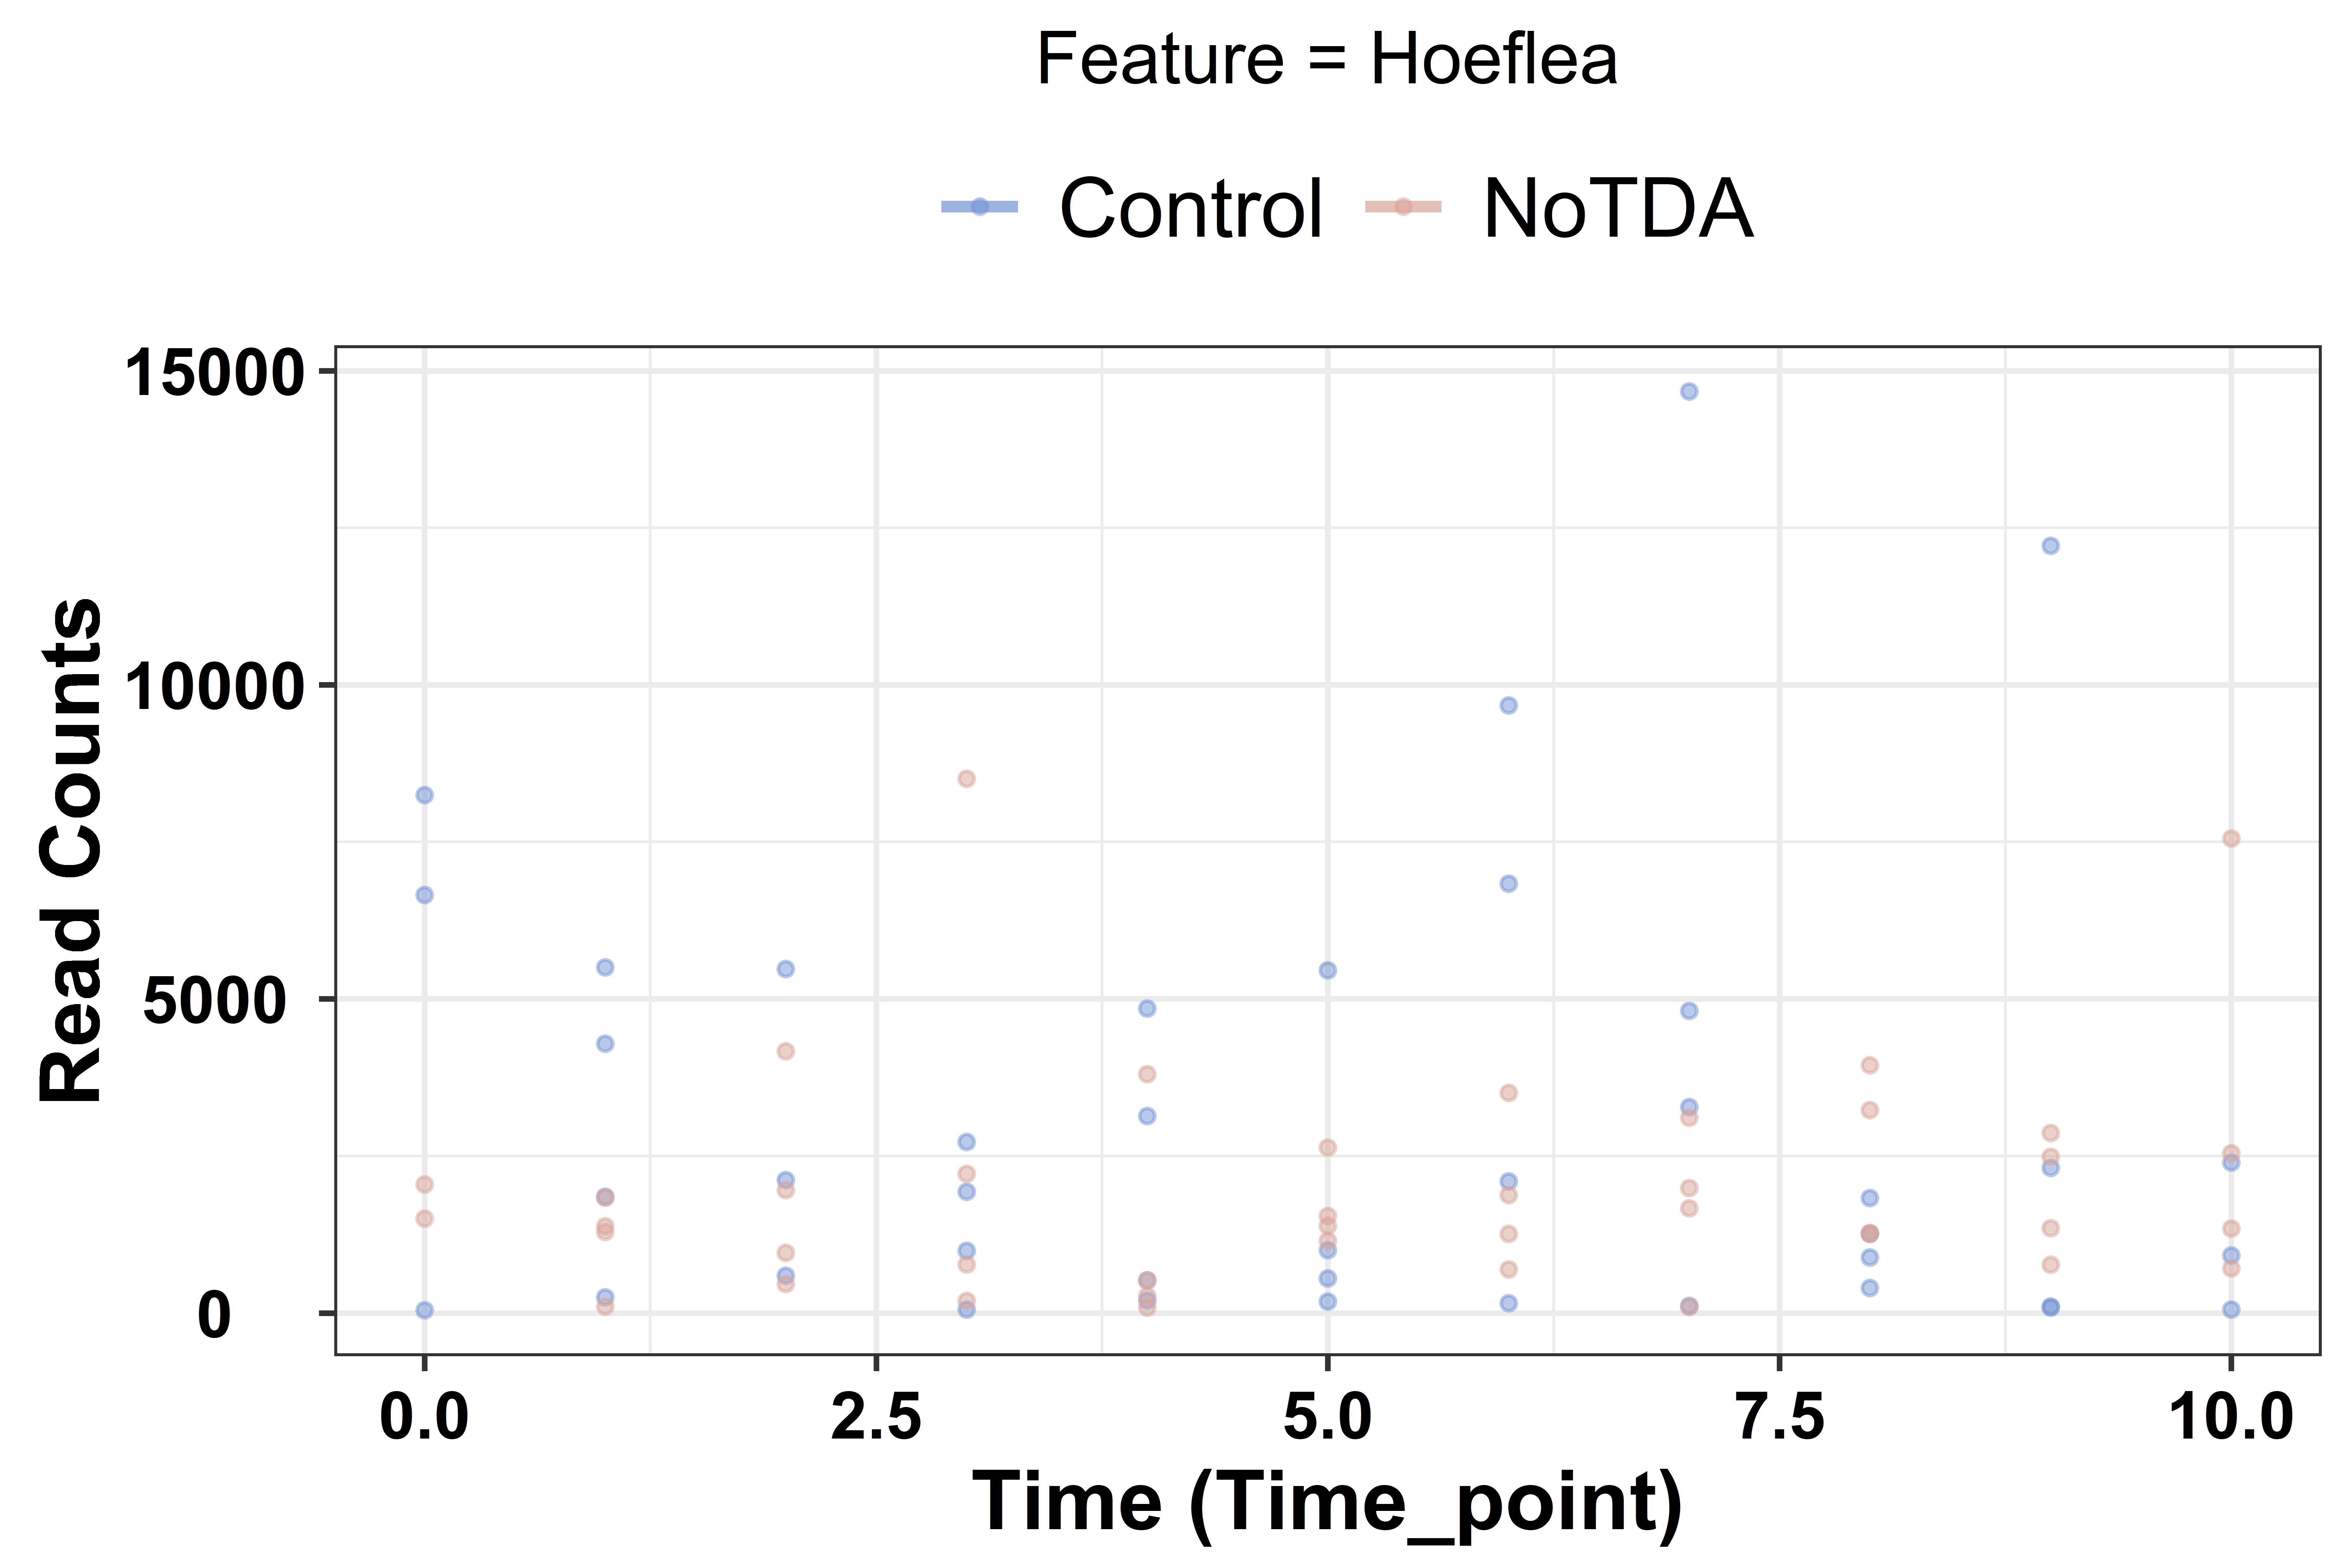 Feature = Hoeflea
Control NoTDA
Read Counts
15000
10000
5000
0
0.0 2.5 5.0 7.5 10.0
Time (Time_point)